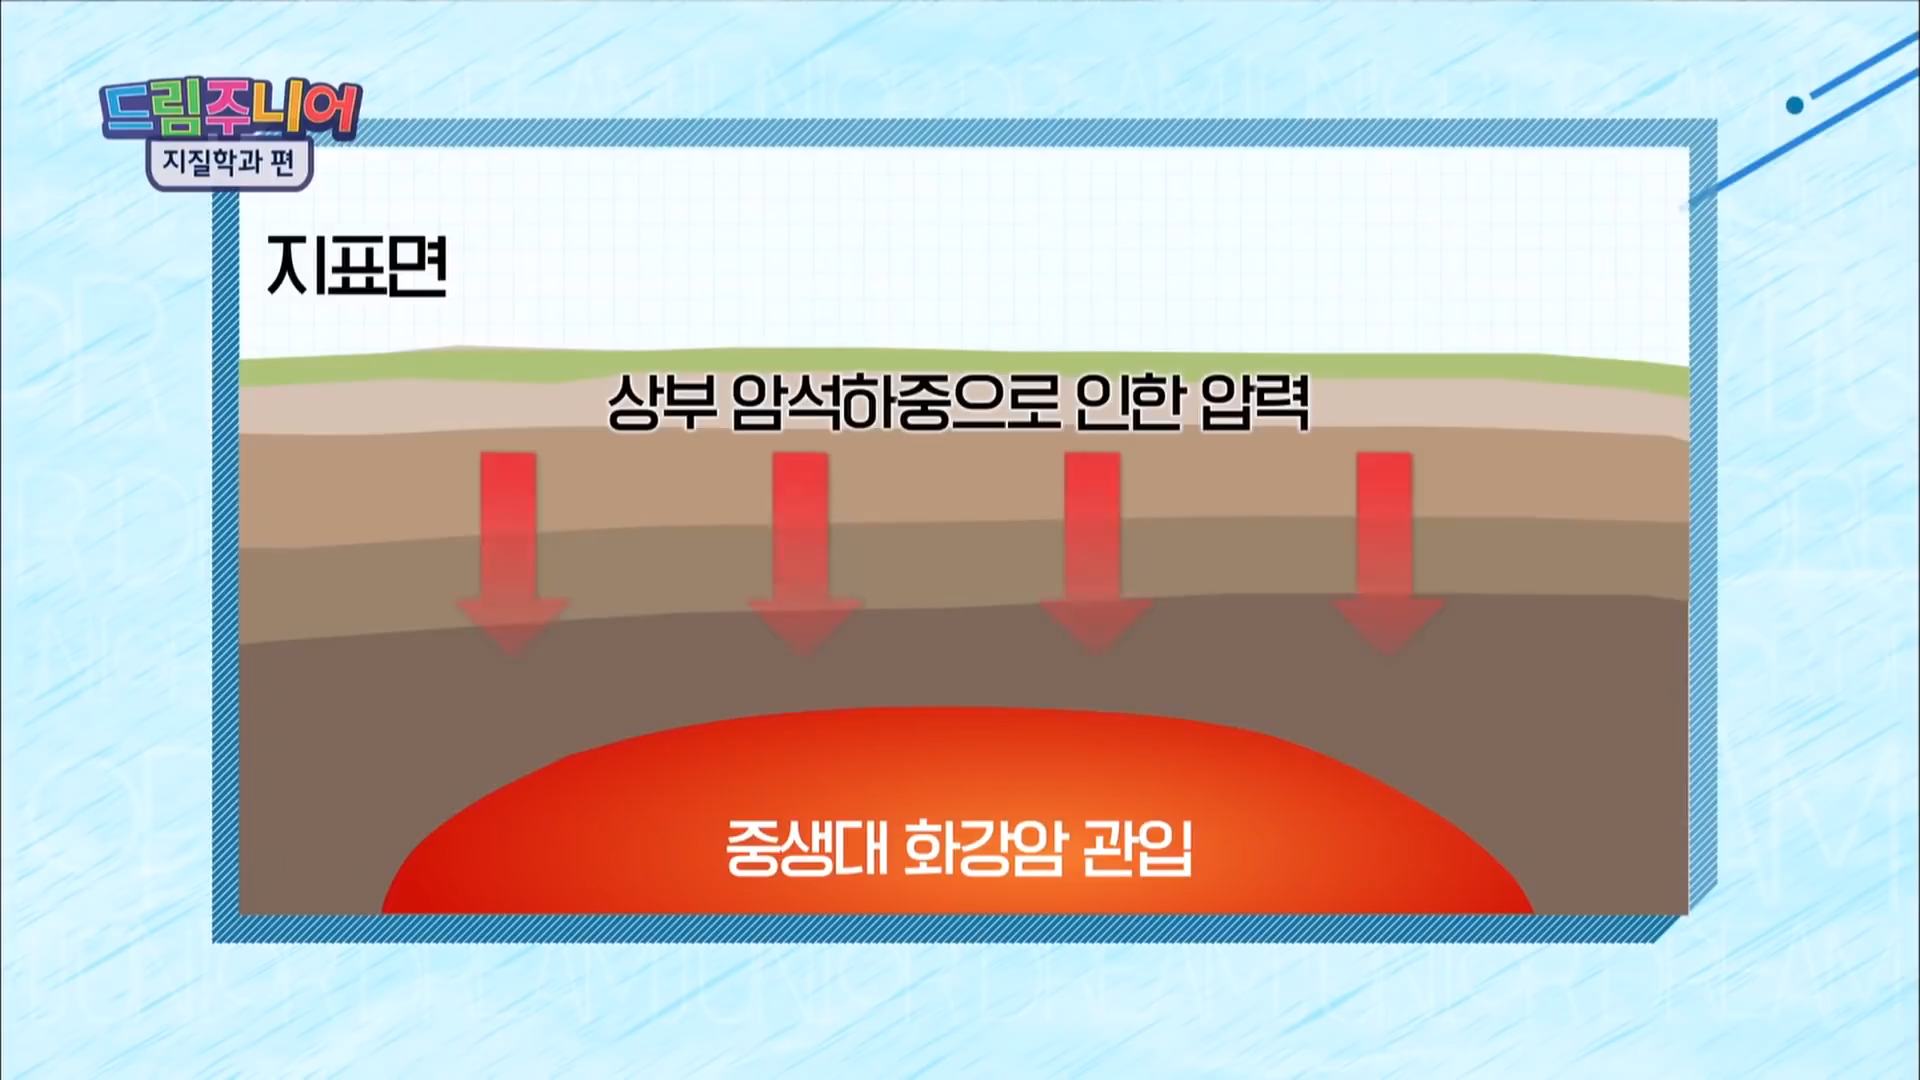 드림주니어
지질학과 편
지표면
상부 암석하중으로 인한 압력
중생대 화강암 관입